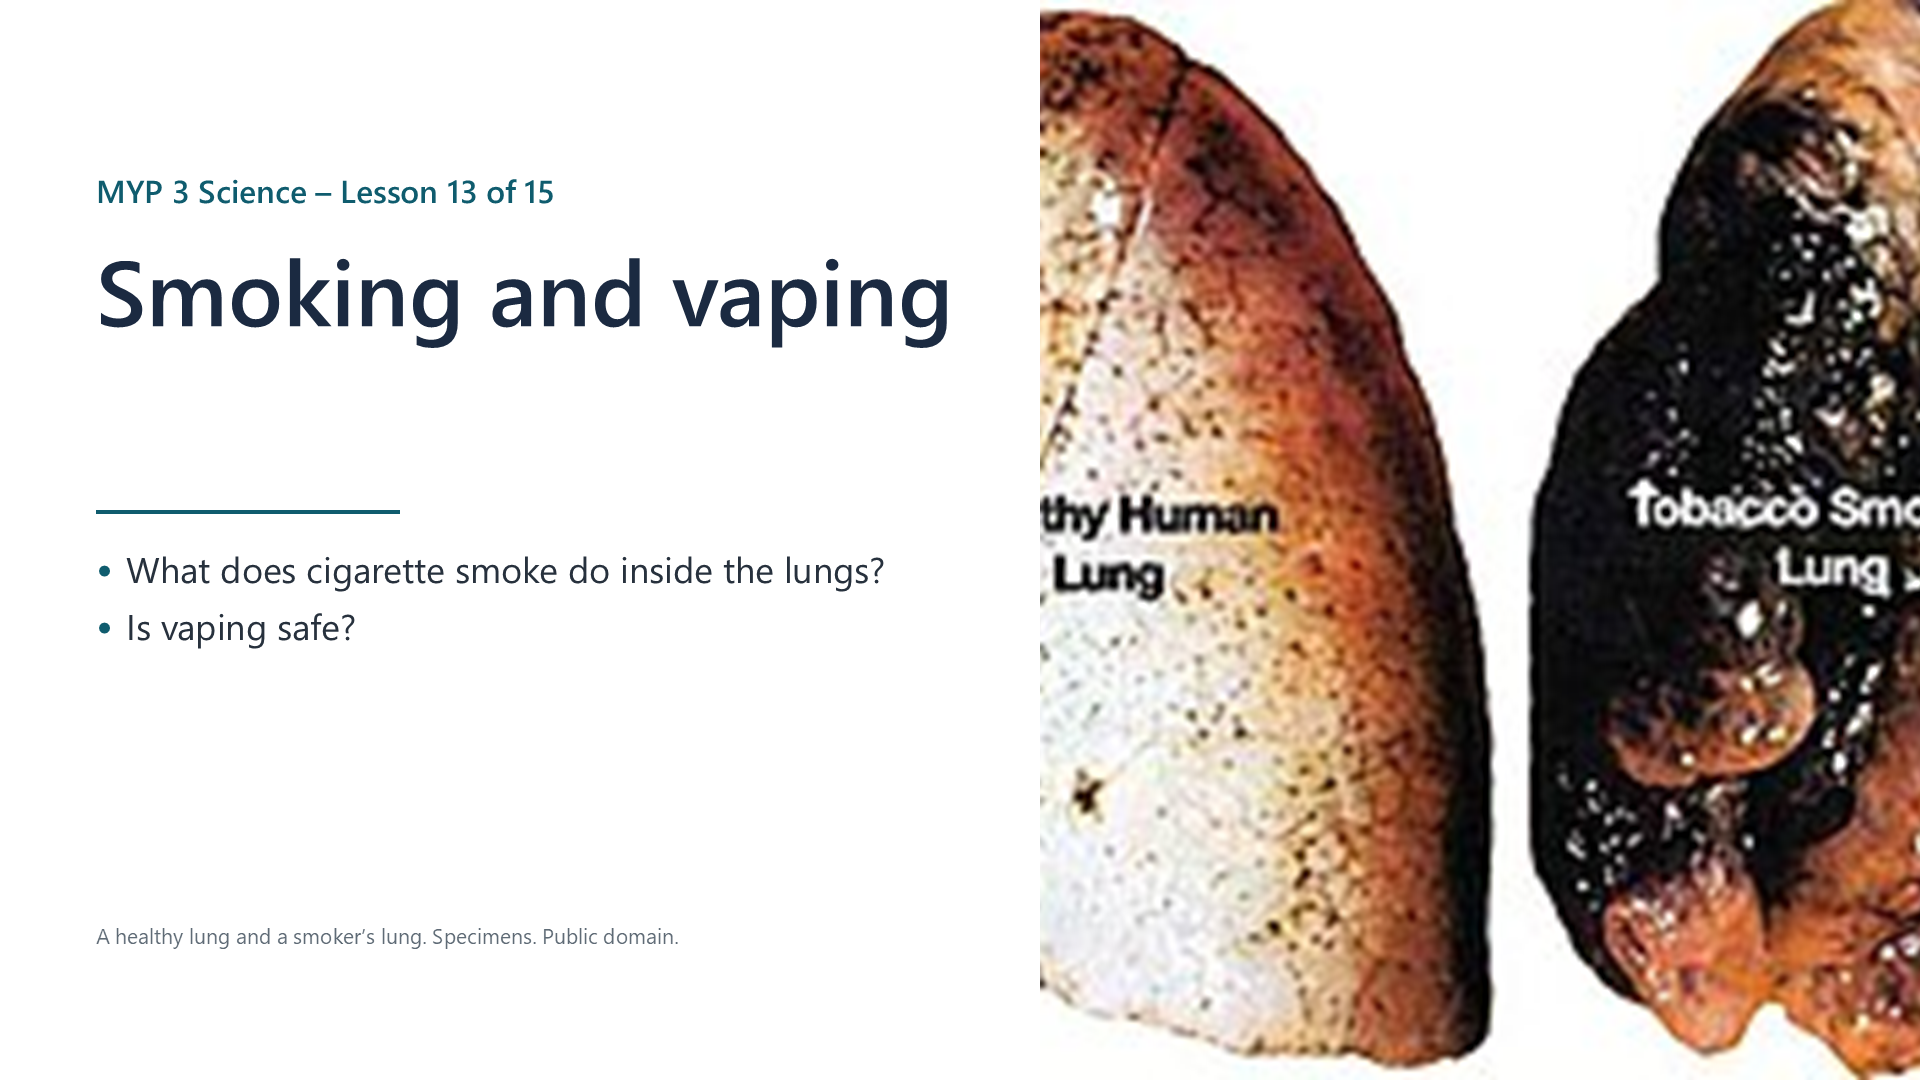 MYP 3 Science – Lesson 13 of 15
Smoking and vaping
• What does cigarette smoke do inside the lungs?
• Is vaping safe?
A healthy lung and a smoker’s lung. Specimens. Public domain.
thy Human
Lung
Tobacco Smo
Lung